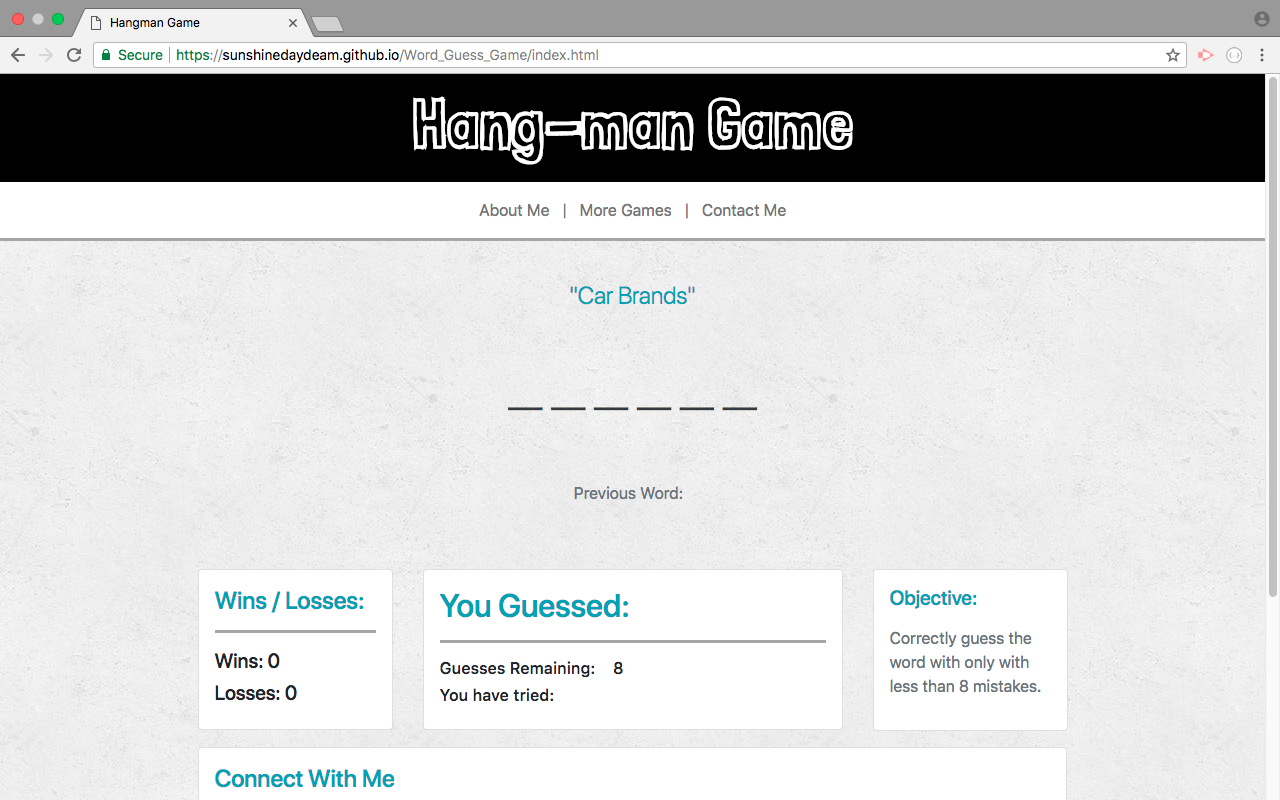 Hangman Game
Secure https://sunshinedaydeam.github.io/Word_Guess_Game/index.html
Hang-man Game
About Me | More Games | Contact Me
"Car Brands"
_ _ _ _ _ _
Previous Word:
Wins / Losses:
Wins: 0
Losses: 0
You Guessed:
Guesses Remaining: 8
You have tried:
Objective:
Correctly guess the
word with only with
less than 8 mistakes.
Connect With Me